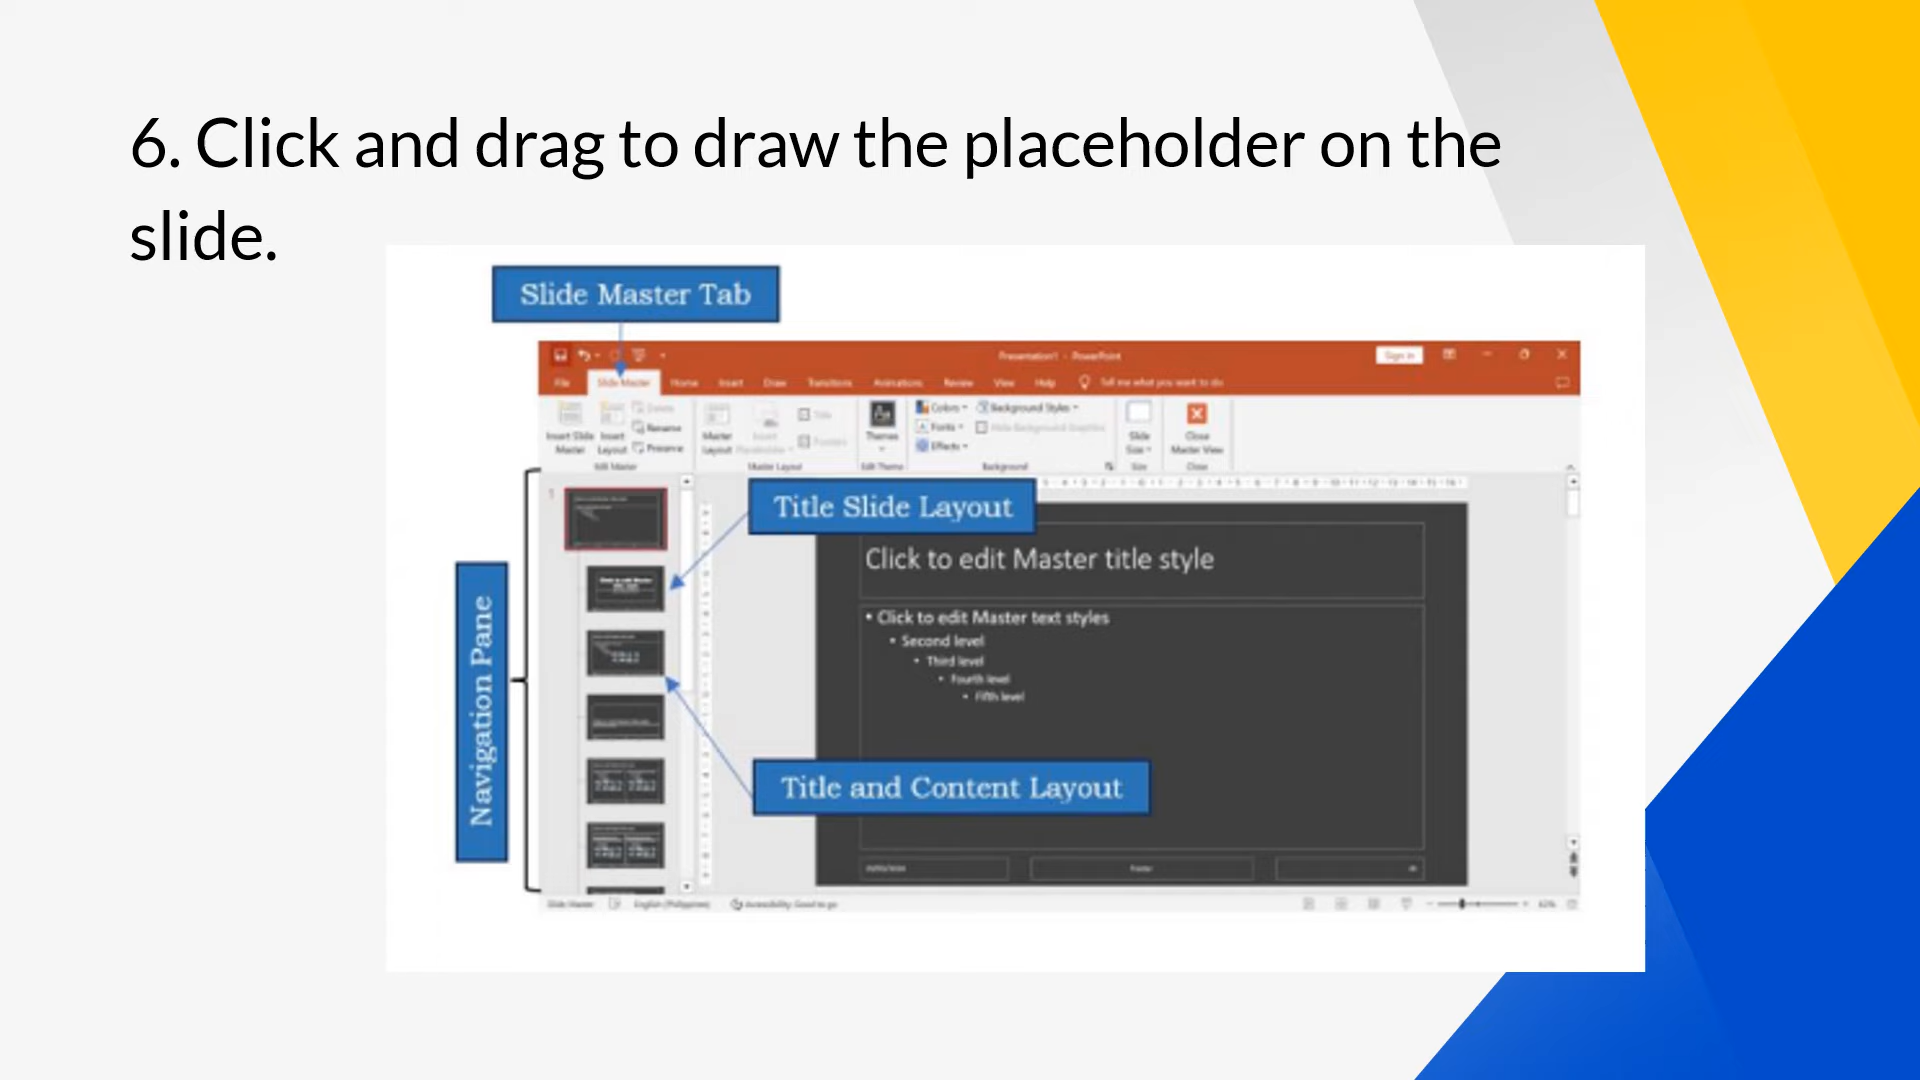 6. Click and drag to draw the placeholder on the
slide.
Slide Master Tab
Presentation1 - PowerPoint
Sign in
File Slide Master Home Insert Draw Transitions Animations Review View Help Tell me what you want to do
Insert Slide Master
Insert Layout
Delete
Rename
Preserve
Edit Master
Master Layout
Insert Placeholder
Title
Footers
Master Layout
Themes
Edit Theme
Colors
Fonts
Effects
Background Styles
Hide Background Graphics
Background
Slide Size
Size
Close Master View
Close
1
Title Slide Layout
Navigation Pane
Click to edit Master title style
• Click to edit Master text styles
• Second level
• Third level
• Fourth level
• Fifth level
Title and Content Layout
Footer
Slide Master English (Philippines) Accessibility: Good to go
62%